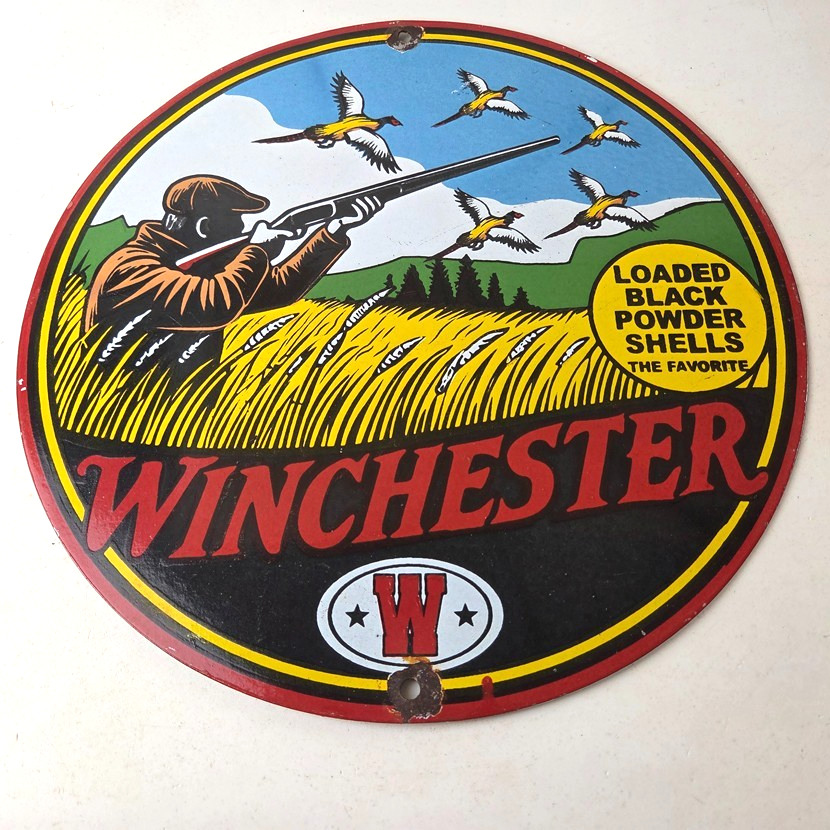 LOADED
BLACK
POWDER
SHELLS
THE FAVORITE
WINCHESTER
★ W ★